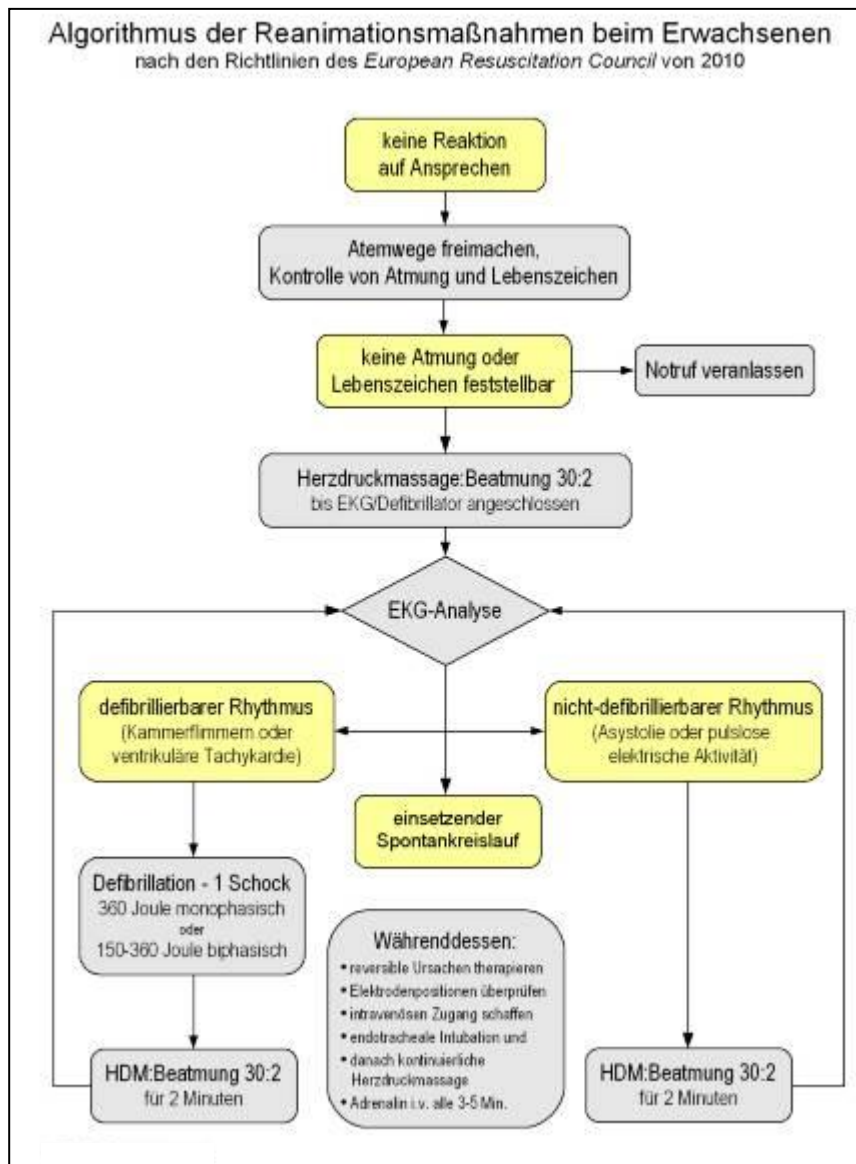 Algorithmus der Reanimationsmaßnahmen beim Erwachsenen
nach den Richtlinien des European Resuscitation Council von 2010
keine Reaktion
auf Ansprechen
Atemwege freimachen,
Kontrolle von Atmung und Lebenszeichen
keine Atmung oder
Lebenszeichen feststellbar
Notruf veranlassen
Herzdruckmassage:Beatmung 30:2
bis EKG/Defibrillator angeschlossen
EKG-Analyse
defibrillierbarer Rhythmus
(Kammerflimmern oder
ventrikuläre Tachykardie)
nicht-defibrillierbarer Rhythmus
(Asystolie oder pulslose
elektrische Aktivität)
einsetzender
Spontankreislauf
Defibrillation - 1 Schock
360 Joule monophasisch
oder
150-360 Joule biphasisch
Währenddessen:
• reversible Ursachen therapieren
• Elektrodenpositionen überprüfen
• intravenösen Zugang schaffen
• endotracheale Intubation und
• danach kontinuierliche
Herzdruckmassage
• Adrenalin i.v. alle 3-5 Min.
HDM:Beatmung 30:2
für 2 Minuten
HDM:Beatmung 30:2
für 2 Minuten